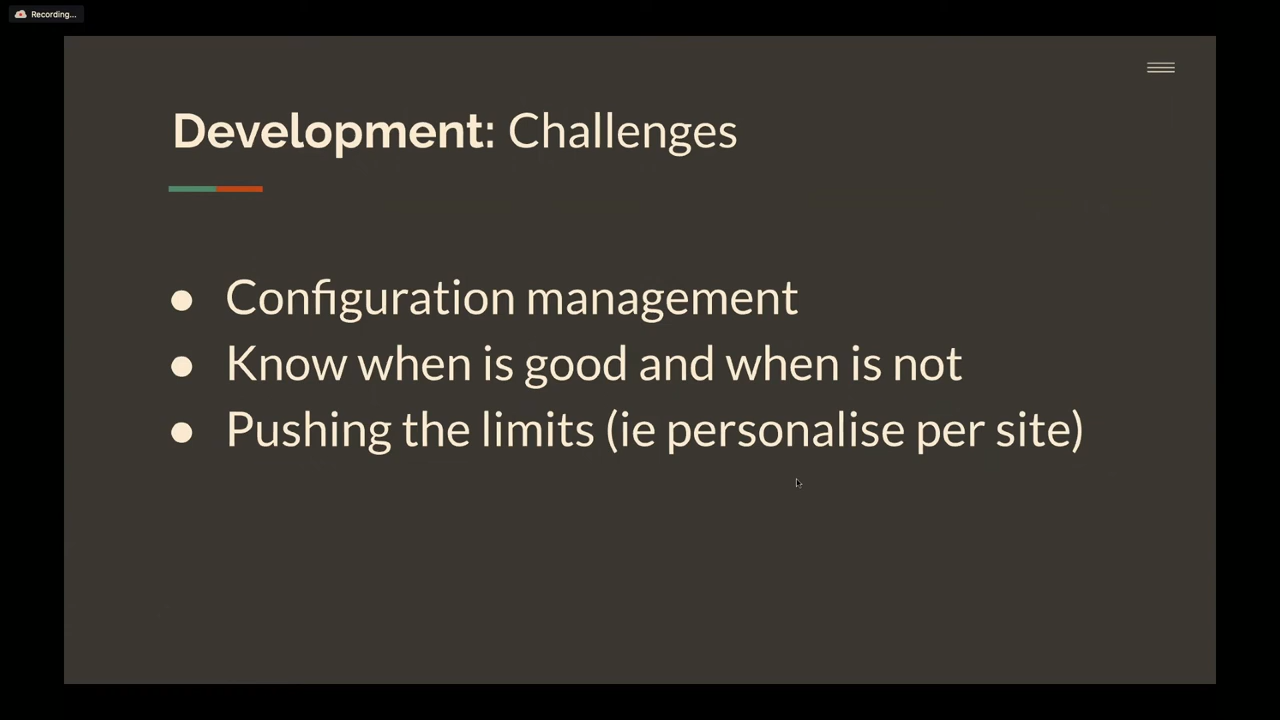 Recording...
Development: Challenges
● Configuration management
● Know when is good and when is not
● Pushing the limits (ie personalise per site)